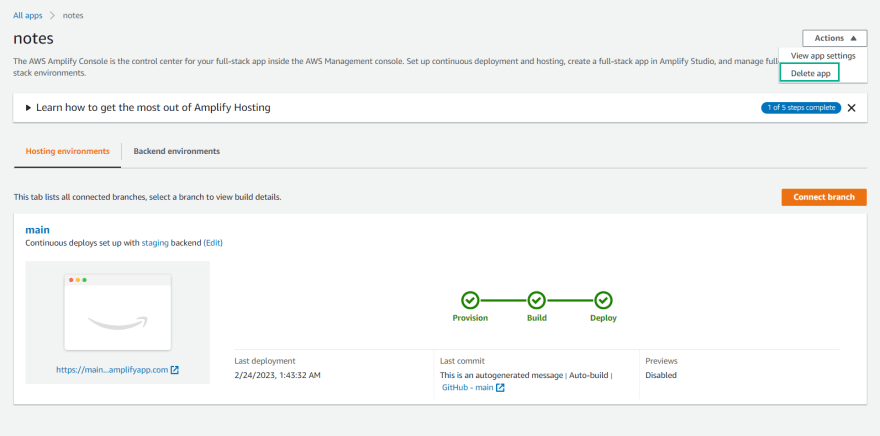 All apps > notes
notes
Actions
The AWS Amplify Console is the control center for your full-stack app inside the AWS Management console. Set up continuous deployment and hosting, create a full-stack app in Amplify Studio, and manage full
stack environments.
View app settings
Delete app
Learn how to get the most out of Amplify Hosting
1 of 5 steps complete
Hosting environments
Backend environments
This tab lists all connected branches, select a branch to view build details.
Connect branch
main
Continuous deploys set up with staging backend (Edit)
Provision
Build
Deploy
https://main...amplifyapp.com
Last deployment
2/24/2023, 1:43:32 AM
Last commit
This is an autogenerated message | Auto-build |
GitHub - main
Previews
Disabled